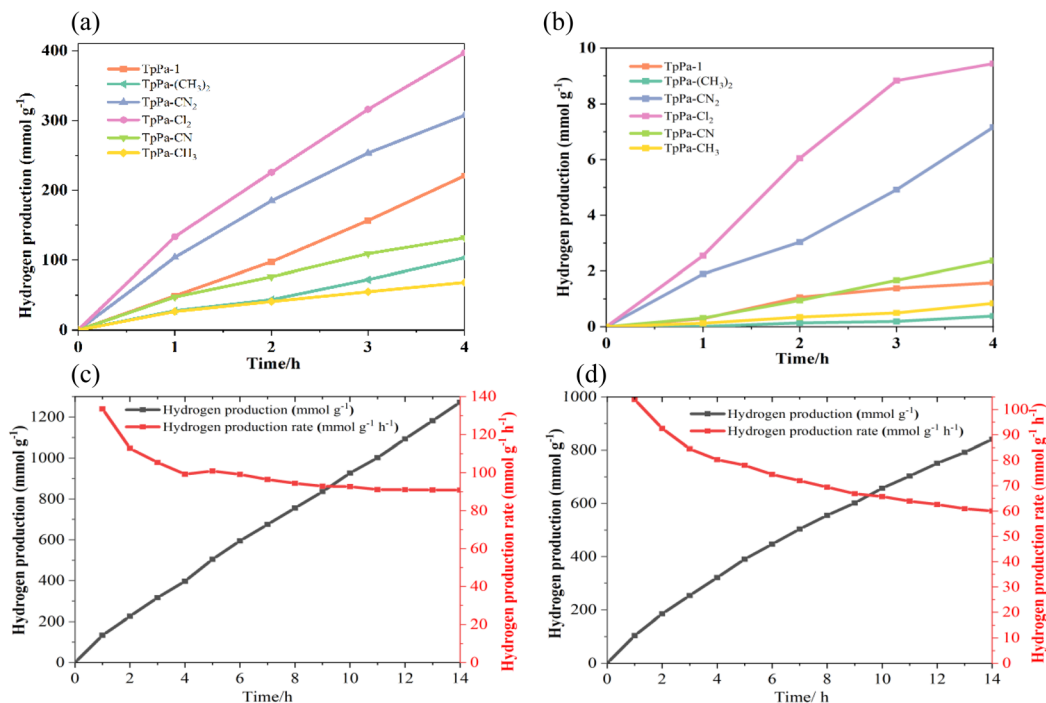 (a)
Hydrogen production (mmol g⁻¹)
400
300
200
100
0
TpPa-1
TpPa-(CH₃)₂
TpPa-CN₂
TpPa-Cl₂
TpPa-CN
TpPa-CH₃
0 1 2 3 4
Time/h
(b)
Hydrogen production (mmol g⁻¹)
10
8
6
4
2
0
TpPa-1
TpPa-(CH₃)₂
TpPa-CN₂
TpPa-Cl₂
TpPa-CN
TpPa-CH₃
0 1 2 3 4
Time/h
(c)
Hydrogen production (mmol g⁻¹)
1200
1000
800
600
400
200
0
Hydrogen production (mmol g⁻¹)
Hydrogen production rate (mmol g⁻¹ h⁻¹)
140
120
100
80
60
40
20
0
Hydrogen production rate (mmol g⁻¹ h⁻¹)
0 2 4 6 8 10 12 14
Time/h
(d)
Hydrogen production (mmol g⁻¹)
1000
800
600
400
200
0
Hydrogen production (mmol g⁻¹)
Hydrogen production rate (mmol g⁻¹ h⁻¹)
100
90
80
70
60
50
40
30
20
10
0
Hydrogen production rate (mmol g⁻¹ h⁻¹)
0 2 4 6 8 10 12 14
Time/ h